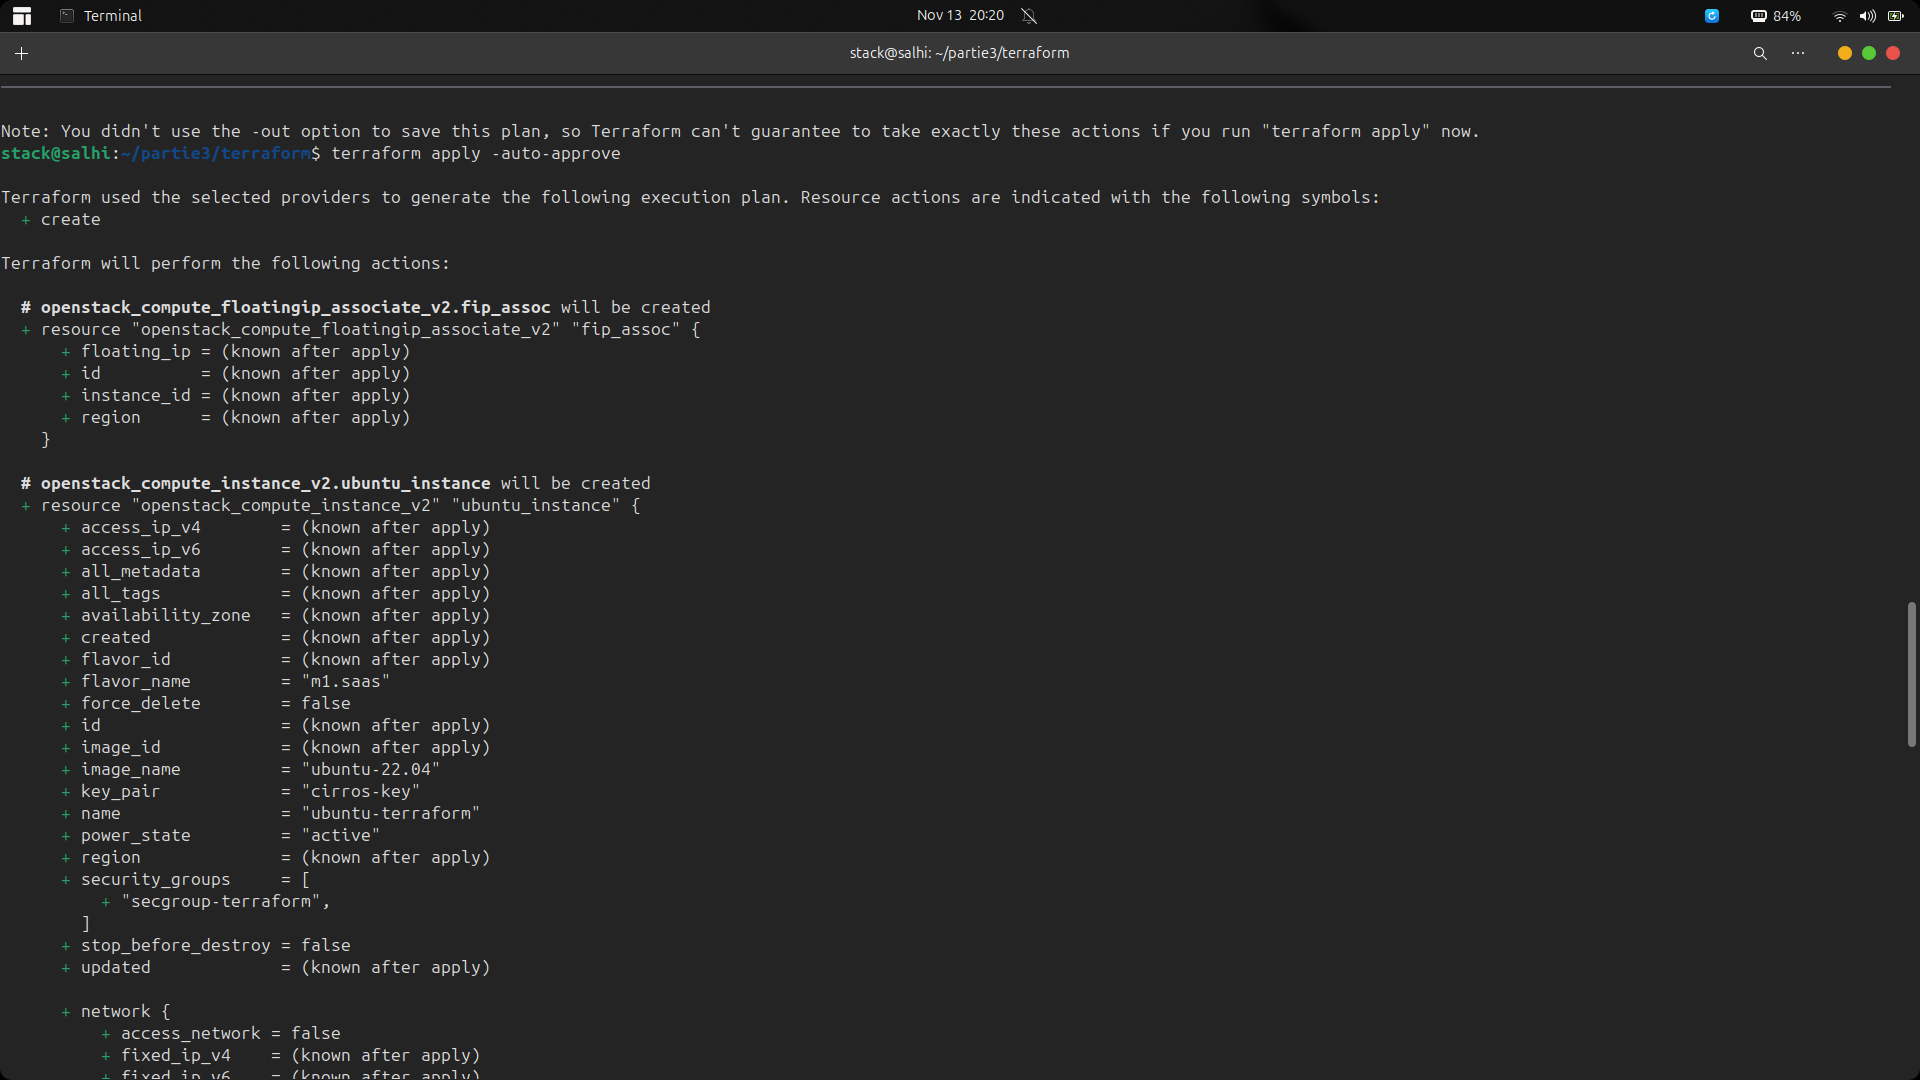 Terminal
Nov 13 20:20
84%
stack@salhi: ~/partie3/terraform
Note: You didn't use the -out option to save this plan, so Terraform can't guarantee to take exactly these actions if you run "terraform apply" now.
stack@salhi:~/partie3/terraform$ terraform apply -auto-approve
Terraform used the selected providers to generate the following execution plan. Resource actions are indicated with the following symbols:
+ create
Terraform will perform the following actions:
# openstack_compute_floatingip_associate_v2.fip_assoc will be created
+ resource "openstack_compute_floatingip_associate_v2" "fip_assoc" {
+ floating_ip = (known after apply)
+ id = (known after apply)
+ instance_id = (known after apply)
+ region = (known after apply)
}
# openstack_compute_instance_v2.ubuntu_instance will be created
+ resource "openstack_compute_instance_v2" "ubuntu_instance" {
+ access_ip_v4 = (known after apply)
+ access_ip_v6 = (known after apply)
+ all_metadata = (known after apply)
+ all_tags = (known after apply)
+ availability_zone = (known after apply)
+ created = (known after apply)
+ flavor_id = (known after apply)
+ flavor_name = "m1.saas"
+ force_delete = false
+ id = (known after apply)
+ image_id = (known after apply)
+ image_name = "ubuntu-22.04"
+ key_pair = "cirros-key"
+ name = "ubuntu-terraform"
+ power_state = "active"
+ region = (known after apply)
+ security_groups = [
+ "secgroup-terraform",
]
+ stop_before_destroy = false
+ updated = (known after apply)
+ network {
+ access_network = false
+ fixed_ip_v4 = (known after apply)
+ fixed_ip_v6 = (known after apply)